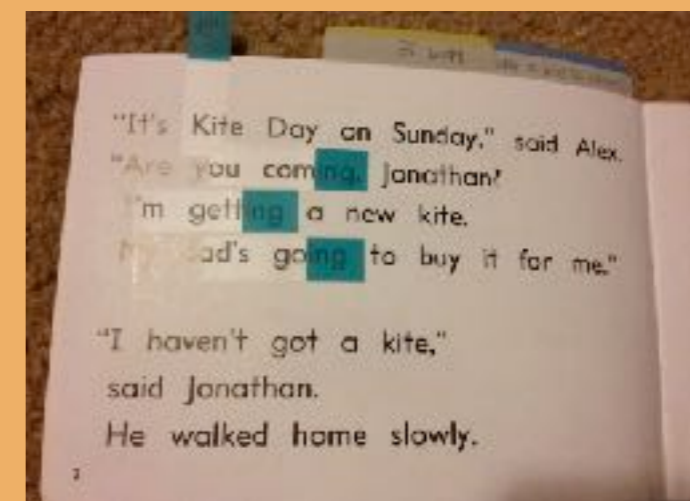 "It's Kite Day on Sunday," said Alex.
"Are you coming, Jonathan?
I'm getting a new kite.
My dad's going to buy it for me."
"I haven't got a kite,"
said Jonathan.
He walked home slowly.
2